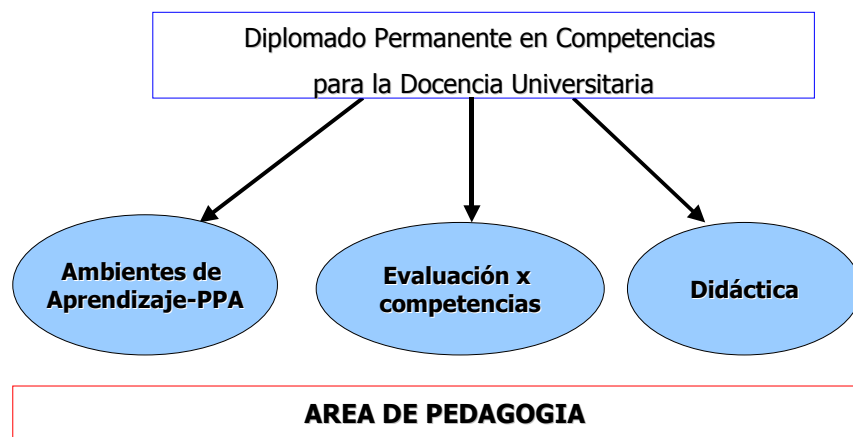 Diplomado Permanente en Competencias
para la Docencia Universitaria
Ambientes de
Aprendizaje-PPA
Evaluación x
competencias
Didáctica
AREA DE PEDAGOGIA